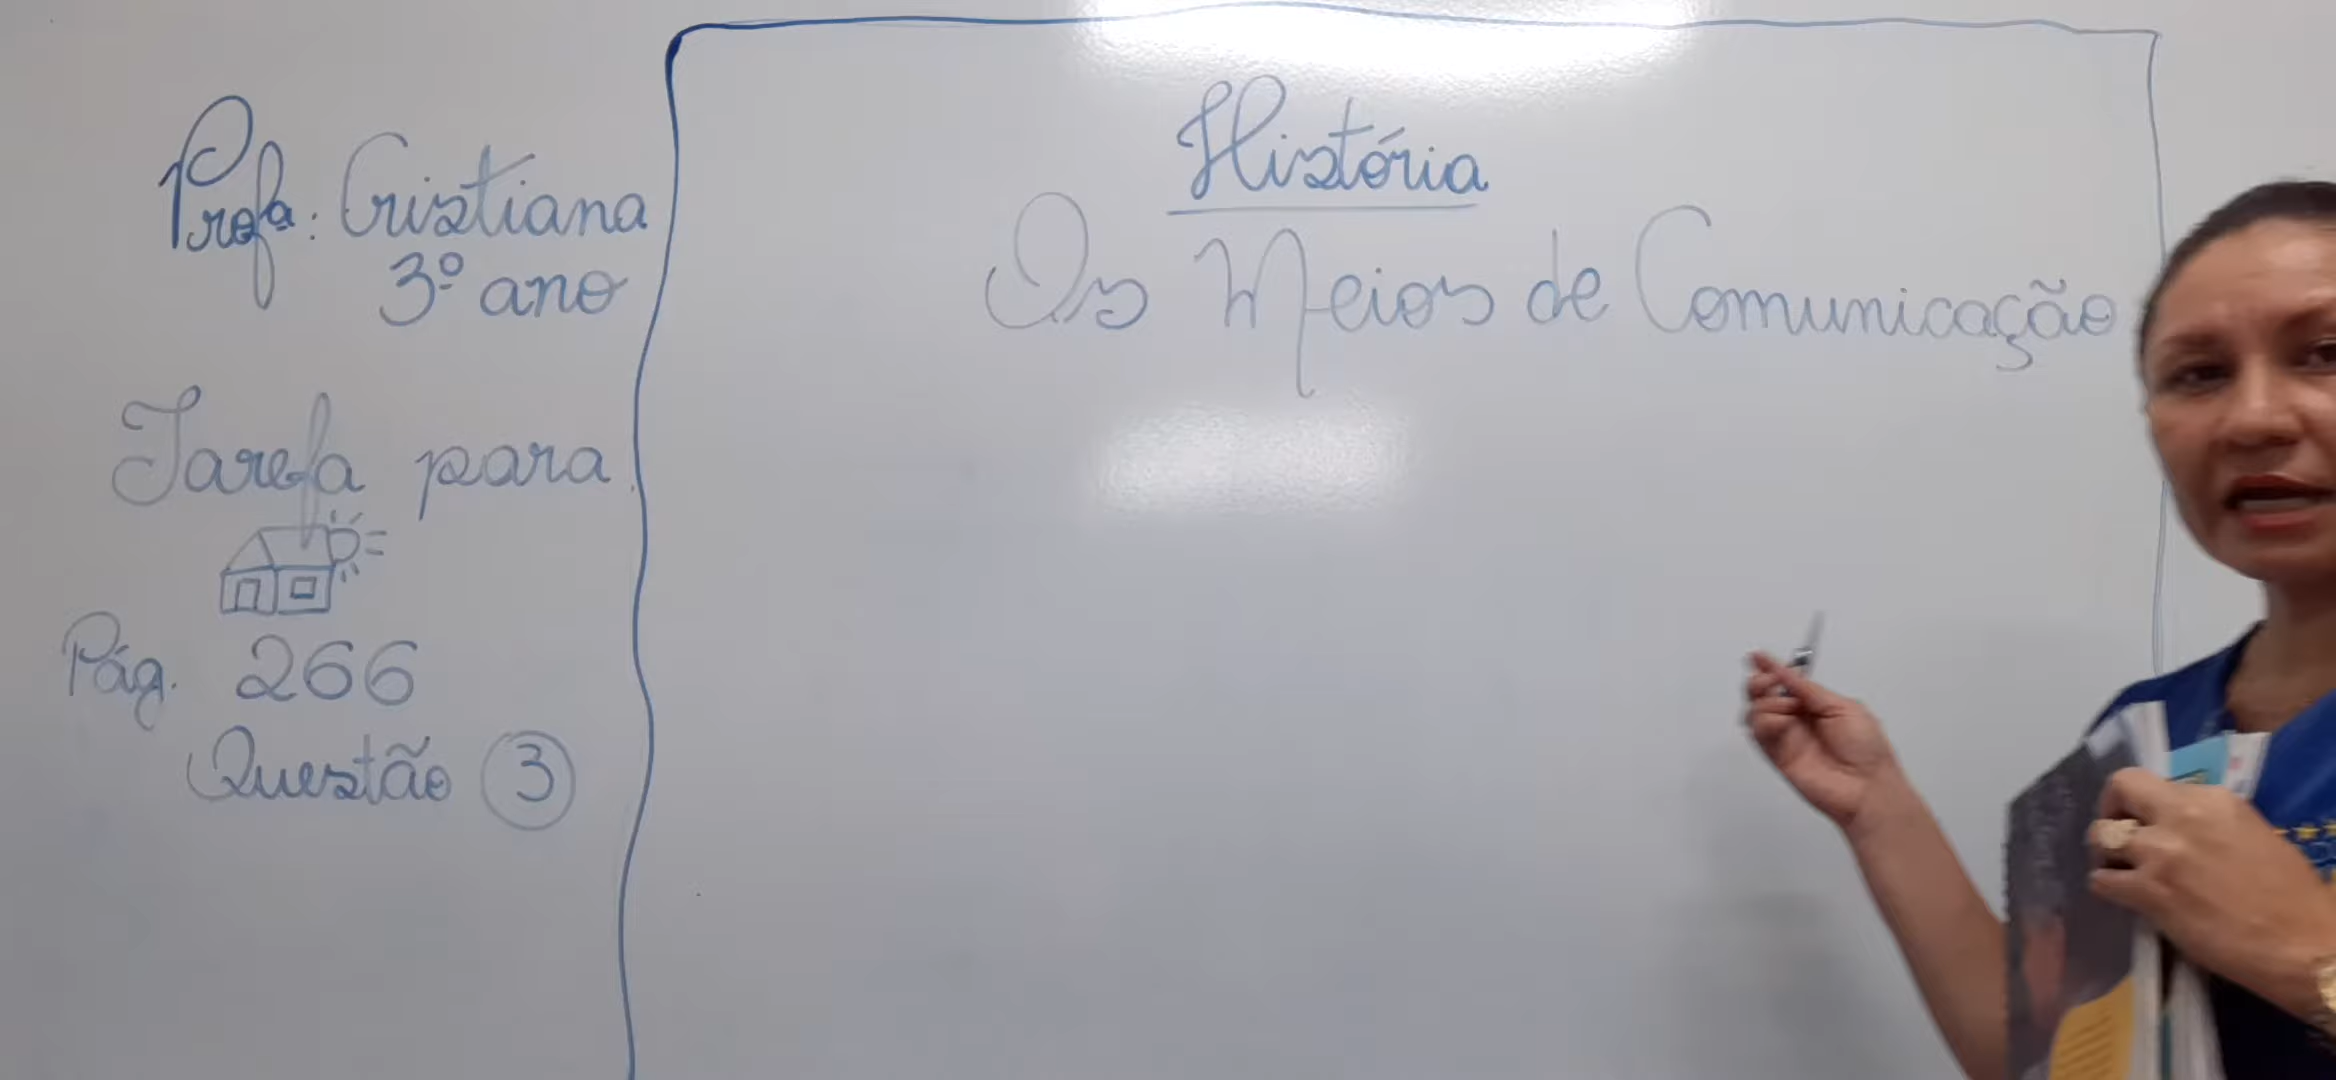 Profa: Cristiana
3º ano
Tarefa para
Pág. 266
Questão 3
História
Os Meios de Comunicação